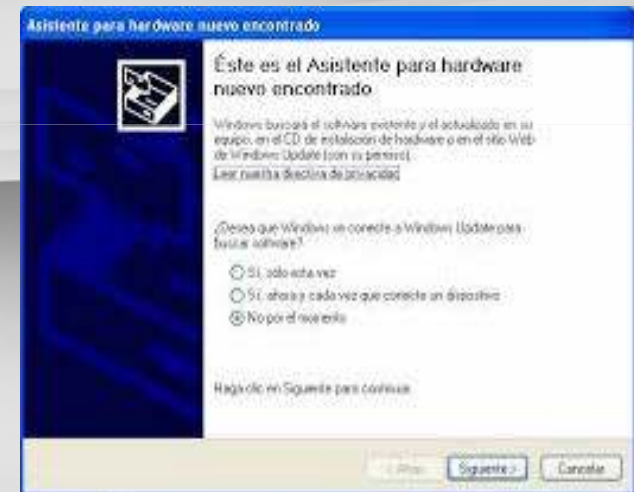 Asistente para hardware nuevo encontrado
Éste es el Asistente para hardware
nuevo encontrado
Windows buscará el software existente y el actualizado en su
equipo, en el CD de instalación de hardware o en el sitio Web
de Windows Update (con su permiso).
Leer nuestra directiva de privacidad
¿Desea que Windows se conecte a Windows Update para
buscar software?
Sí, sólo esta vez
Sí, ahora y cada vez que conecte un dispositivo
No por el momento
Haga clic en Siguiente para continuar.
< Atrás
Siguiente >
Cancelar